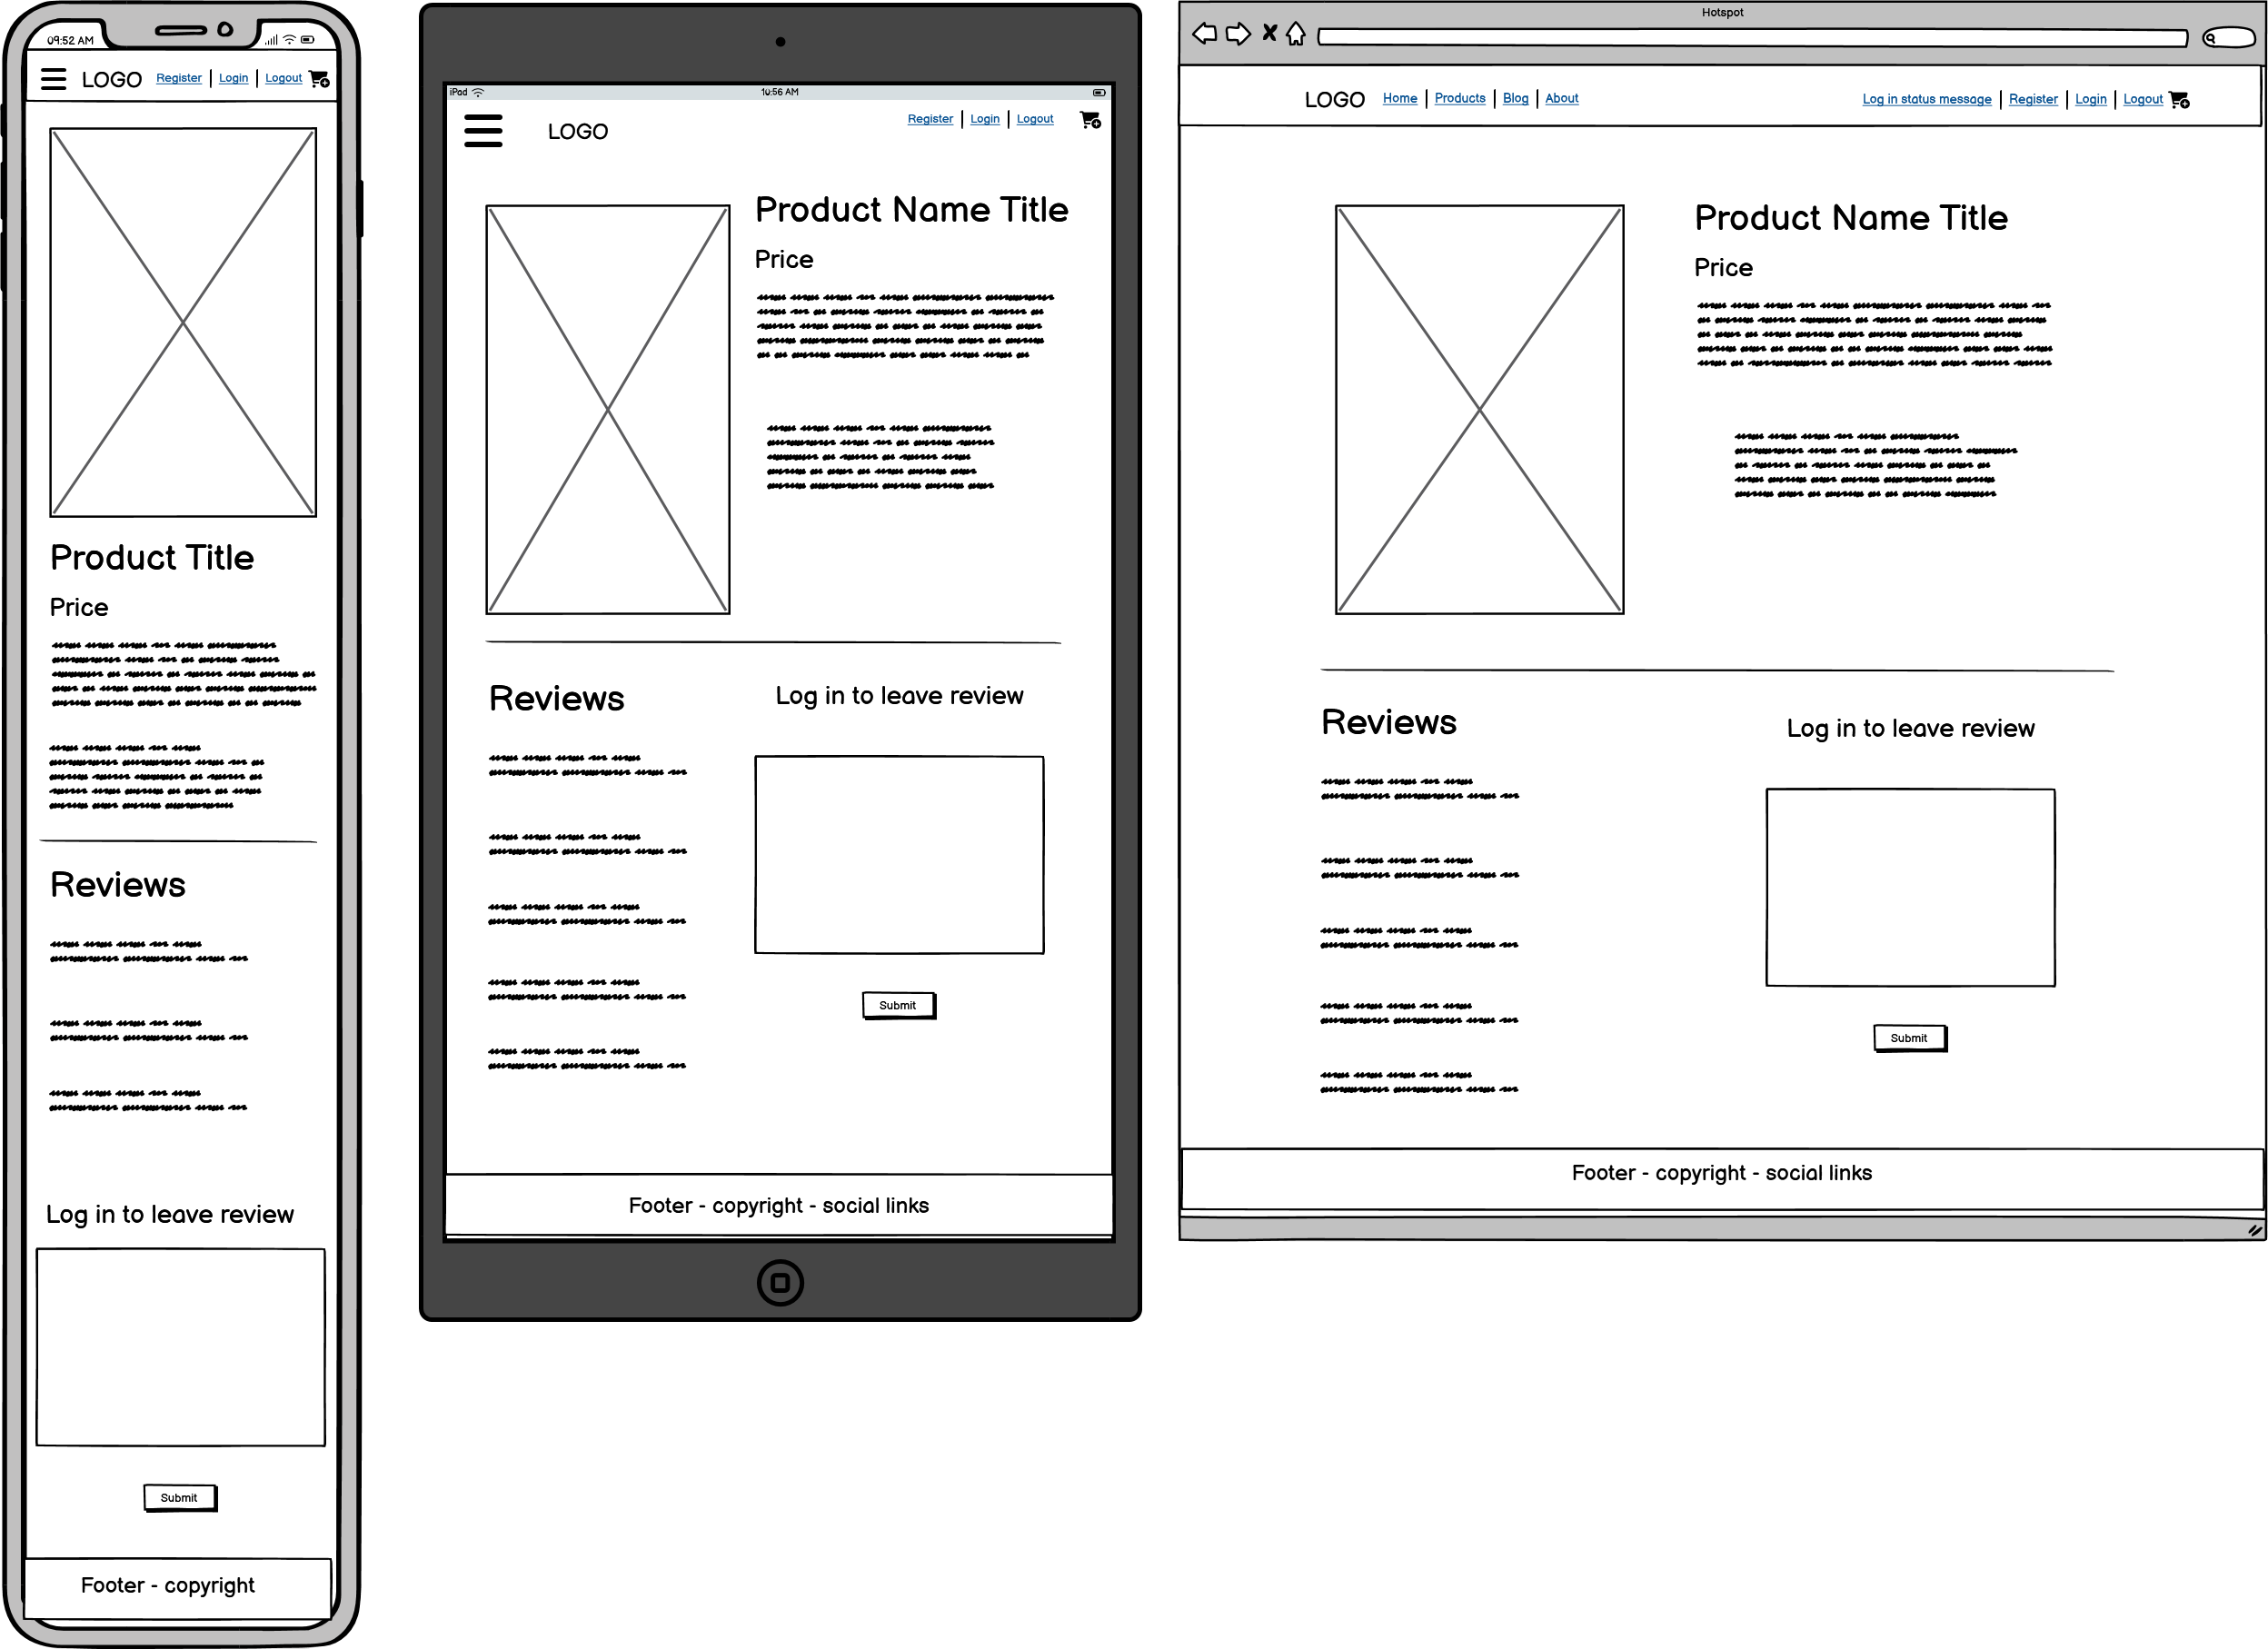 09:52 AM
LOGO Register Login Logout
Product Title
Price
Reviews
Log in to leave review
Submit
Footer - copyright
iPad 10:56 AM
LOGO Register Login Logout
Product Name Title
Price
Reviews
Log in to leave review
Submit
Footer - copyright - social links
Hotspot
LOGO Home Products Blog About Log in status message Register Login Logout
Product Name Title
Price
Reviews
Log in to leave review
Submit
Footer - copyright - social links